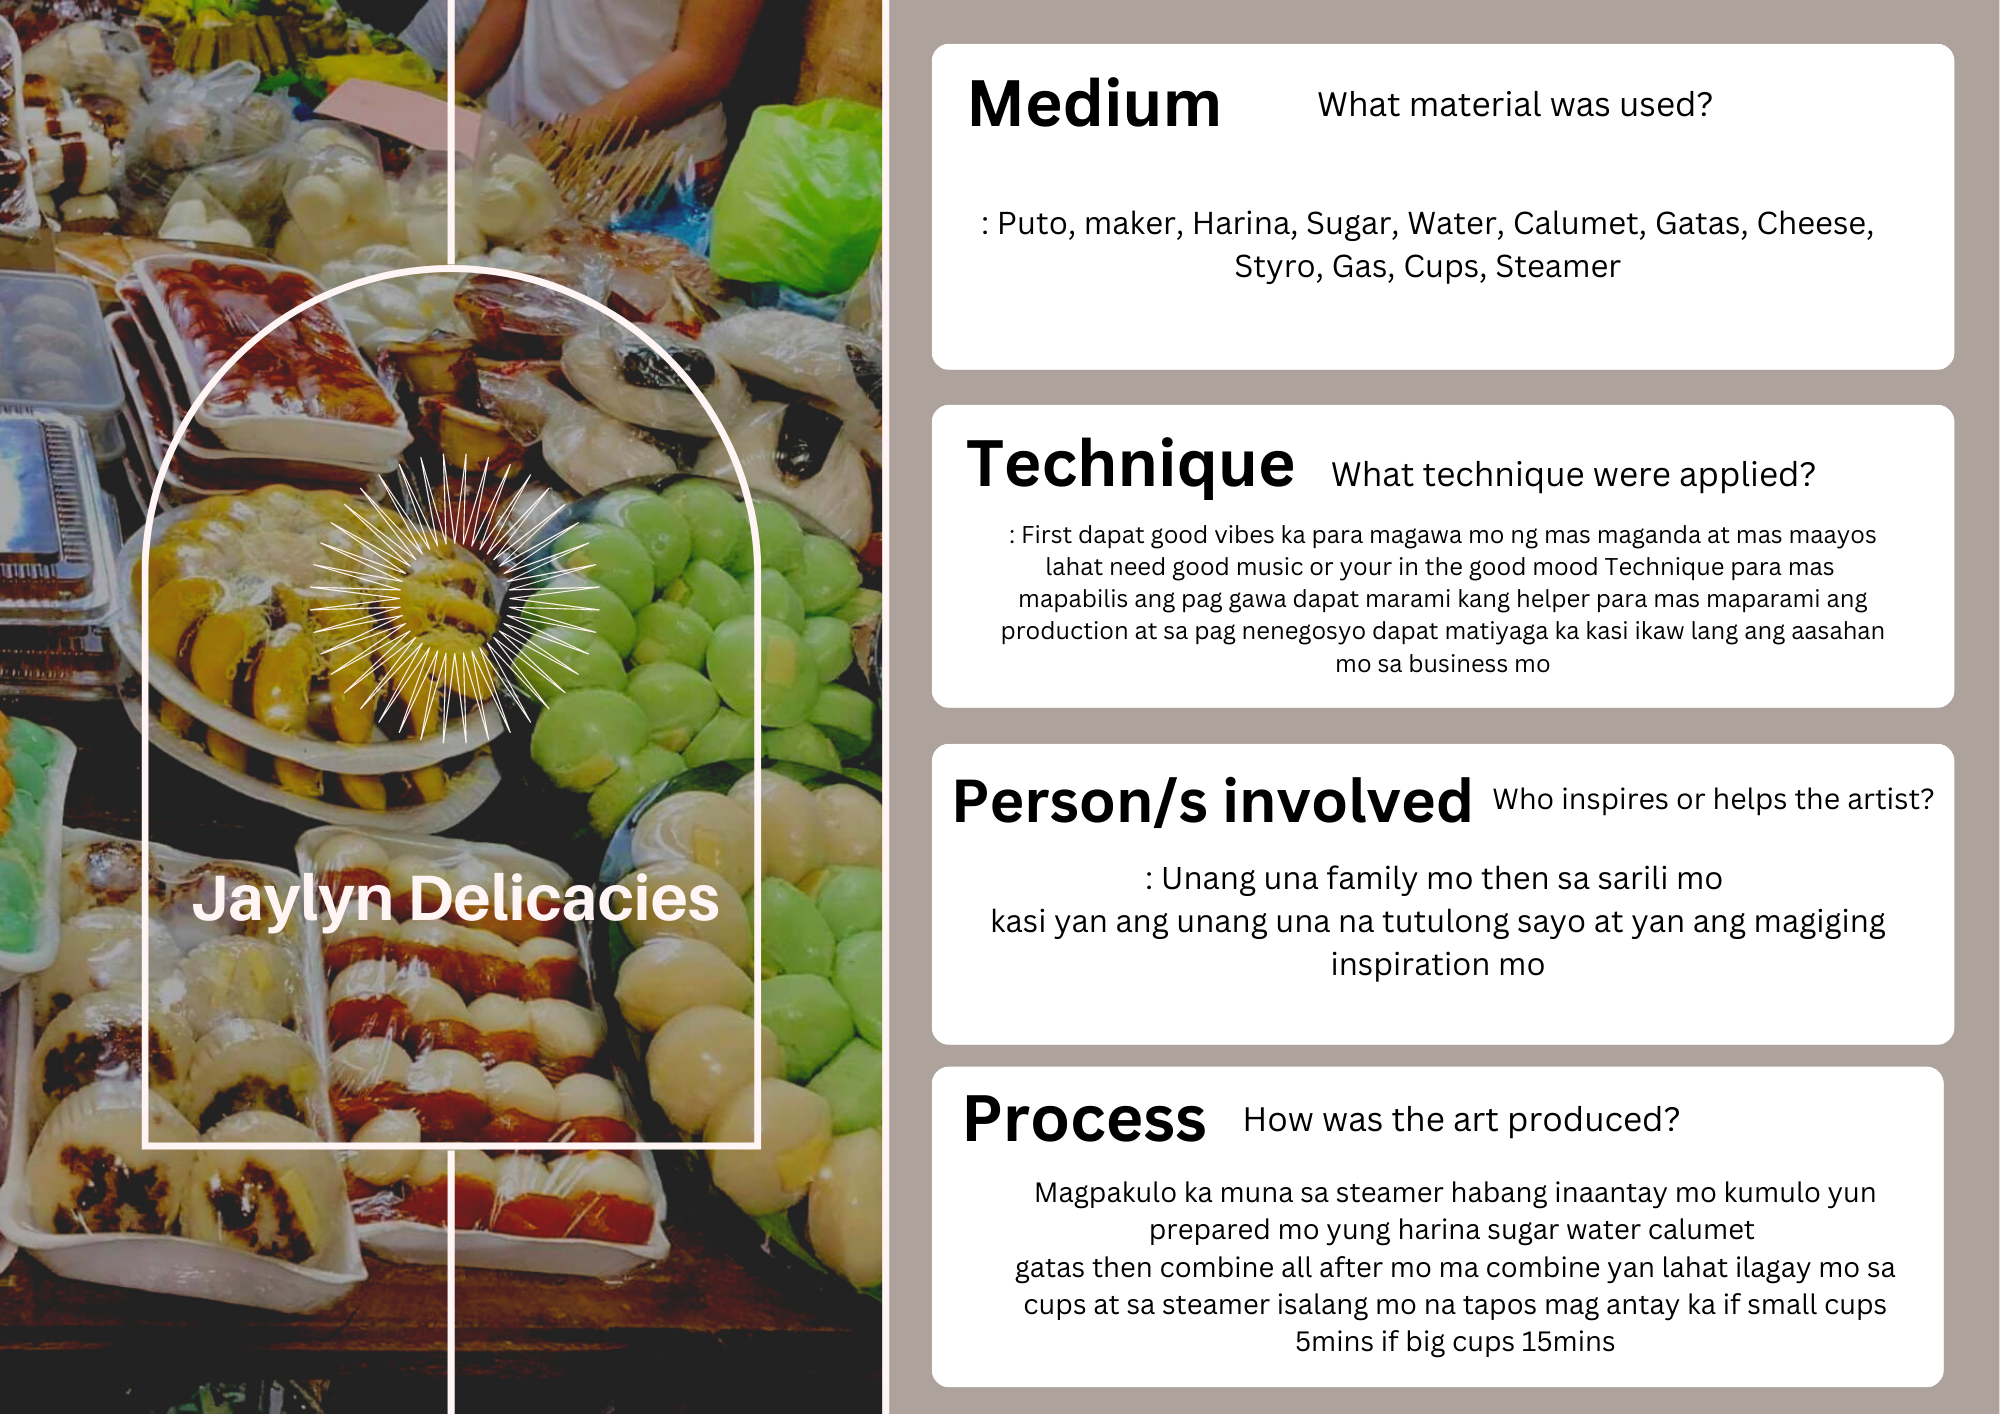 Jaylyn Delicacies
Medium What material was used?
: Puto, maker, Harina, Sugar, Water, Calumet, Gatas, Cheese,
Styro, Gas, Cups, Steamer
Technique What technique were applied?
: First dapat good vibes ka para magawa mo ng mas maganda at mas maayos
lahat need good music or your in the good mood Technique para mas
mapabilis ang pag gawa dapat marami kang helper para mas maparami ang
production at sa pag nenegosyo dapat matiyaga ka kasi ikaw lang ang aasahan
mo sa business mo
Person/s involved Who inspires or helps the artist?
: Unang una family mo then sa sarili mo
kasi yan ang unang una na tutulong sayo at yan ang magiging
inspiration mo
Process How was the art produced?
Magpakulo ka muna sa steamer habang inaantay mo kumulo yun
prepared mo yung harina sugar water calumet
gatas then combine all after mo ma combine yan lahat ilagay mo sa
cups at sa steamer isalang mo na tapos mag antay ka if small cups
5mins if big cups 15mins